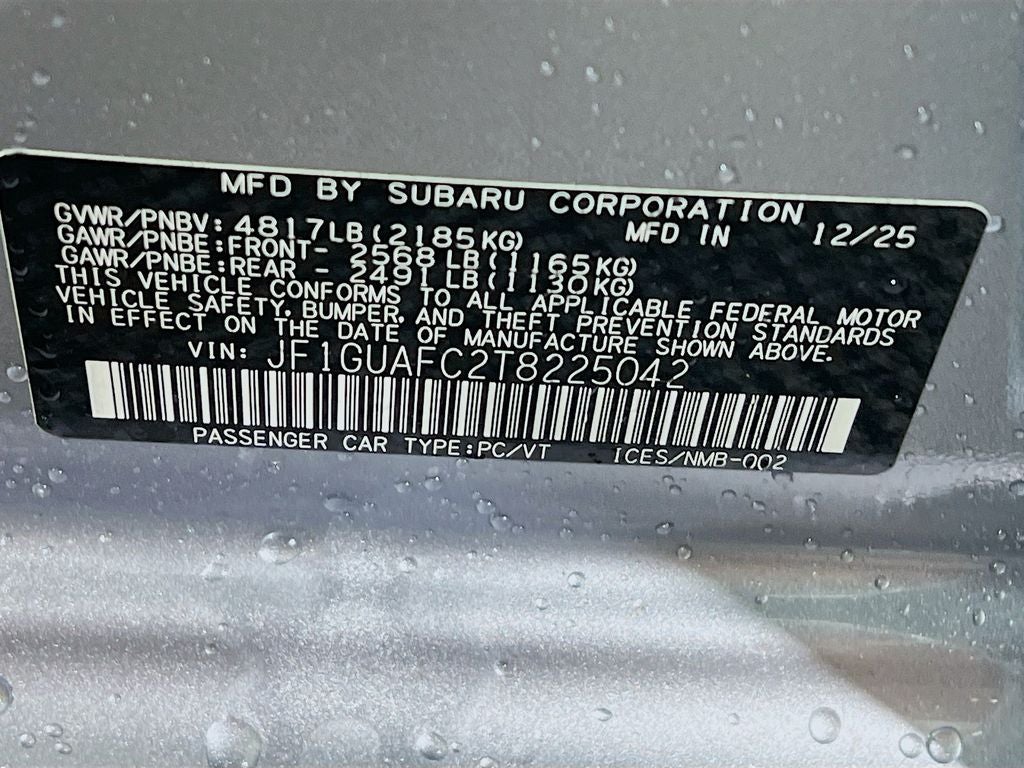 MFD BY SUBARU CORPORATION
GVWR/PNBV: 4817LB(2185KG) MFD IN 12/25
GAWR/PNBE:FRONT- 2568 LB(1165KG)
GAWR/PNBE:REAR - 2491 LB(1130KG)
THIS VEHICLE CONFORMS TO ALL APPLICABLE FEDERAL MOTOR
VEHICLE SAFETY, BUMPER, AND THEFT PREVENTION STANDARDS
IN EFFECT ON THE DATE OF MANUFACTURE SHOWN ABOVE.
VIN: JF1GUAFC2T8225042
PASSENGER CAR TYPE:PC/VT ICES/NMB-002